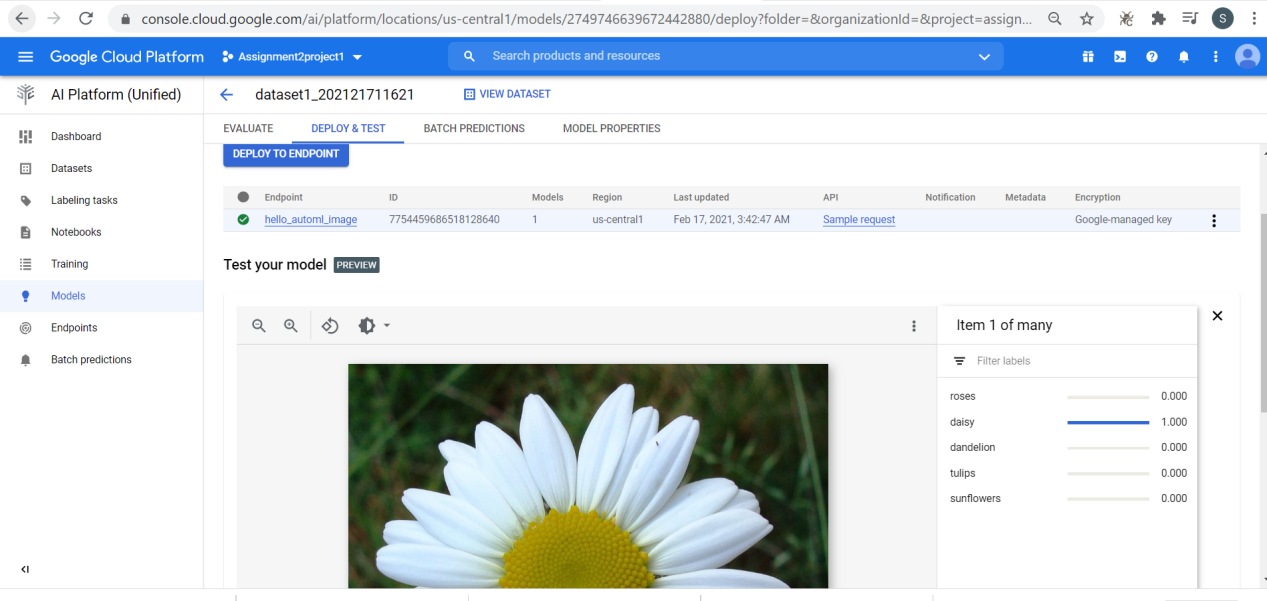 console.cloud.google.com/ai/platform/locations/us-central1/models/2749746639672442880/deploy?folder=&organizationId=&project=assign...
S
Google Cloud Platform
Assignment2project1
Search products and resources
AI Platform (Unified)
dataset1_202121711621
VIEW DATASET
Dashboard
Datasets
Labeling tasks
Notebooks
Training
Models
Endpoints
Batch predictions
EVALUATE DEPLOY & TEST BATCH PREDICTIONS MODEL PROPERTIES
DEPLOY TO ENDPOINT
Endpoint ID Models Region Last updated API Notification Metadata Encryption
hello_automl_image 7754459686518128640 1 us-central1 Feb 17, 2021, 3:42:47 AM Sample request Google-managed key
Test your model PREVIEW
Item 1 of many
Filter labels
roses 0.000
daisy 1.000
dandelion 0.000
tulips 0.000
sunflowers 0.000